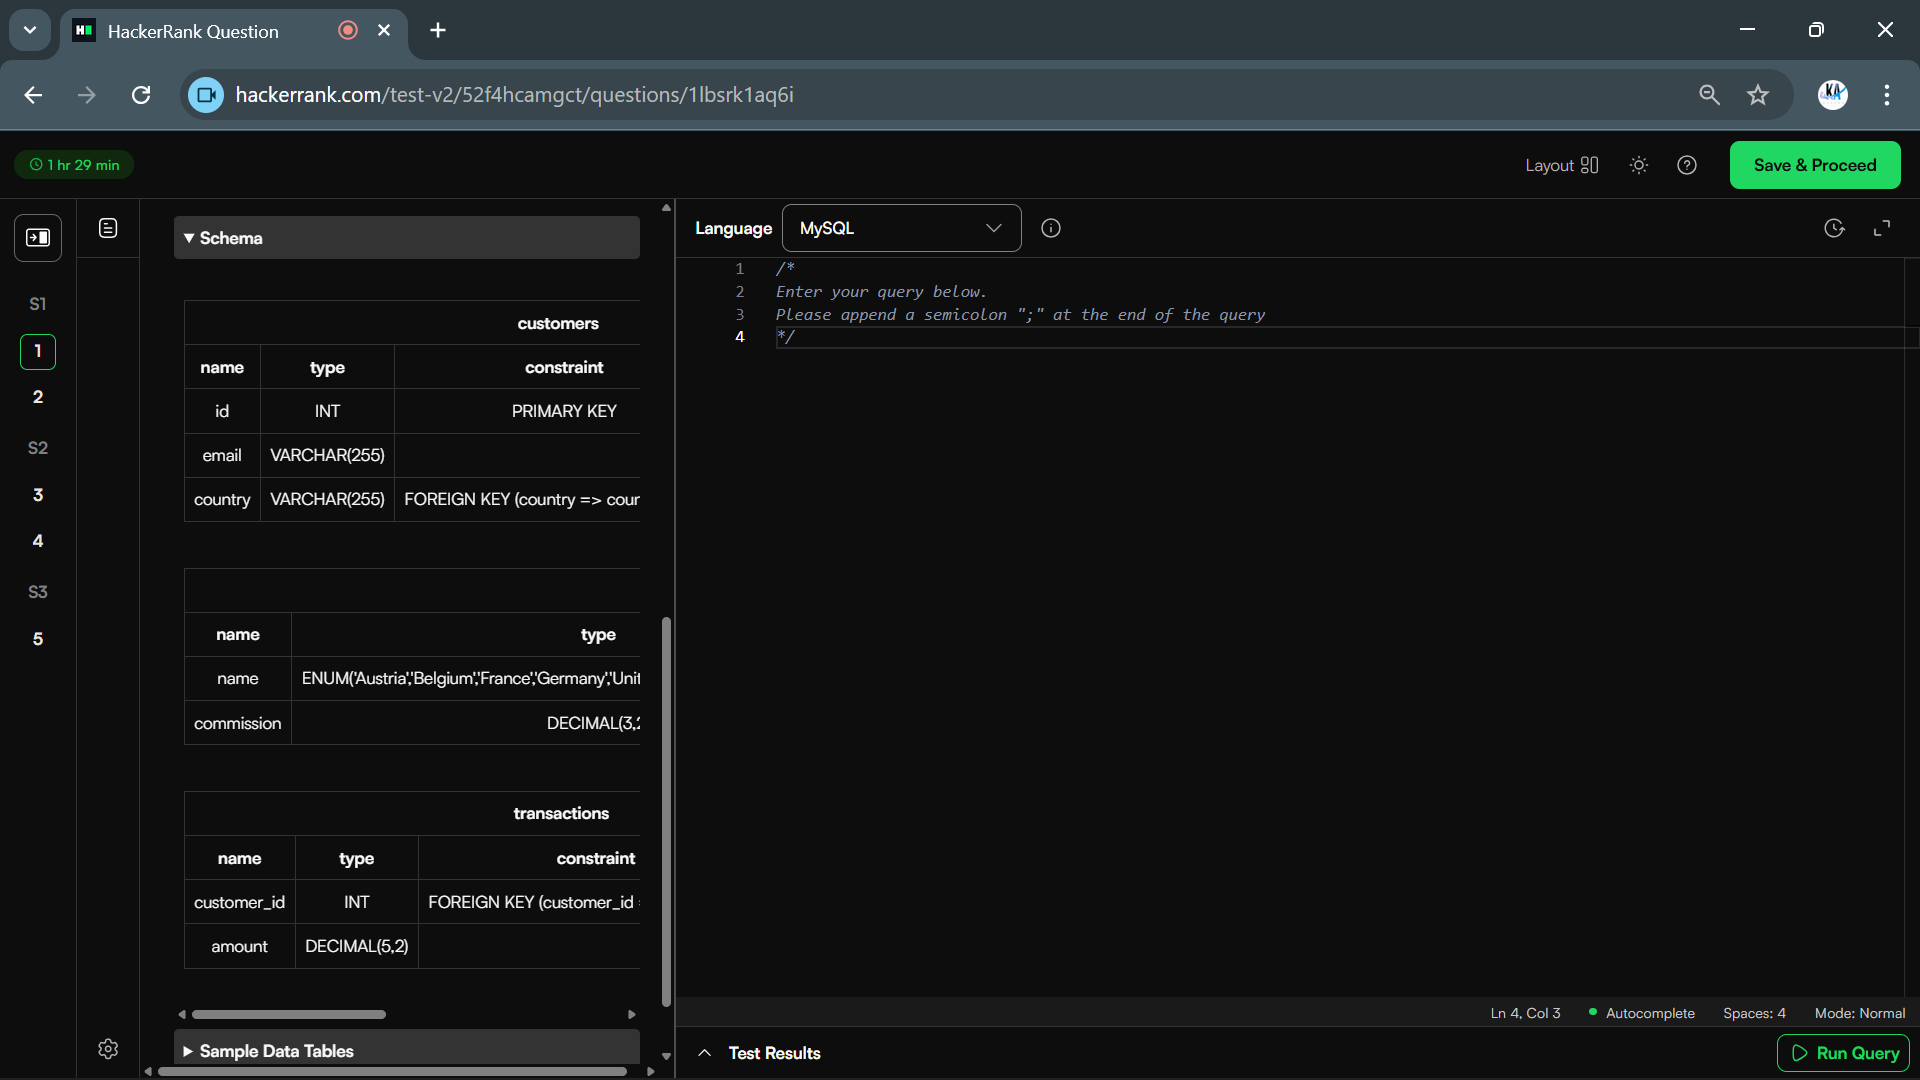 HackerRank Question
hackerrank.com/test-v2/52f4hcamgct/questions/1lbsrk1aq6i
KA
1 hr 29 min
Layout
Save & Proceed
S1
1
2
S2
3
4
S3
5
Schema
customers
name type constraint
id INT PRIMARY KEY
email VARCHAR(255)
country VARCHAR(255) FOREIGN KEY (country => cour
name type
name ENUM('Austria','Belgium','France','Germany','Unit
commission DECIMAL(3,2
transactions
name type constraint
customer_id INT FOREIGN KEY (customer_id
amount DECIMAL(5,2)
Sample Data Tables
Language MySQL
1 /*
2 Enter your query below.
3 Please append a semicolon ";" at the end of the query
4 */
Ln 4, Col 3 Autocomplete Spaces: 4 Mode: Normal
Test Results
Run Query